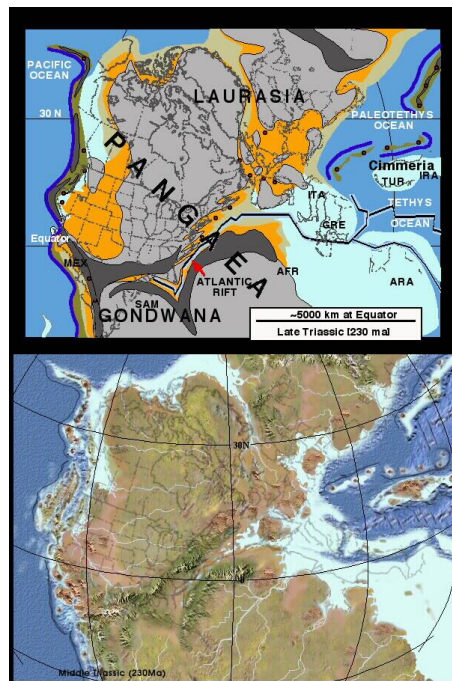 PACIFIC
OCEAN
LAURASIA
30 N
PALEOTETHYS
OCEAN
PANGAEA
Cimmeria
TUR
IRA
ITA
TETHYS
OCEAN
Equator
GRE
MEX
AFR
ATLANTIC
RIFT
ARA
SAM
GONDWANA
~5000 km at Equator
Late Triassic [230 ma]
30N
Middle Triassic (230Ma)